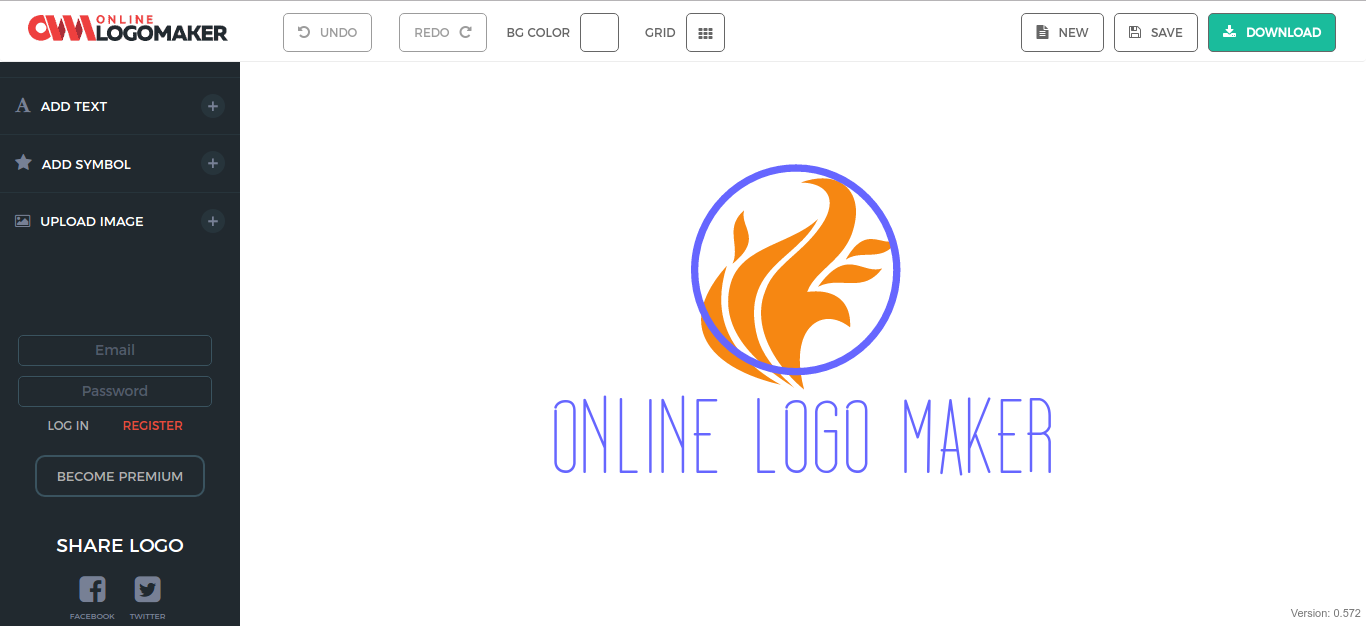 ONLINE
LOGOMAKER
UNDO
REDO
BG COLOR
GRID
NEW
SAVE
DOWNLOAD
A ADD TEXT +
ADD SYMBOL +
UPLOAD IMAGE +
Email
Password
LOG IN REGISTER
BECOME PREMIUM
SHARE LOGO
FACEBOOK TWITTER
ONLINE LOGO MAKER
Version: 0.572